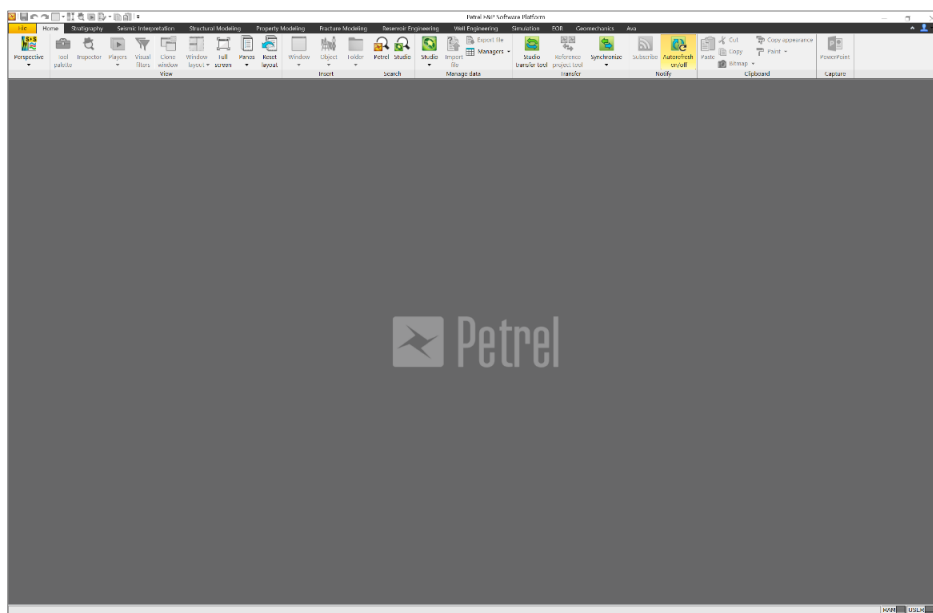 Petrel E&P Software Platform
File Home Stratigraphy Seismic Interpretation Structural Modeling Property Modeling Fracture Modeling Reservoir Engineering Well Engineering Simulation EOR Geomechanics Ava
Perspective
Tool palette
Inspector
Players
Visual filters
Clone window
Window layout
Full screen
Panes
Reset layout
View
Window
Object
Folder
Insert
Petrel
Studio
Search
Studio
Import file
Export file
Managers
Manage data
Studio transfer tool
Reference project tool
Synchronize
Transfer
Subscribe
Autorefresh on/off
Notify
Paste
Cut
Copy
Bitmap
Copy appearance
Paint
Clipboard
PowerPoint
Capture
Petrel
RAM USER